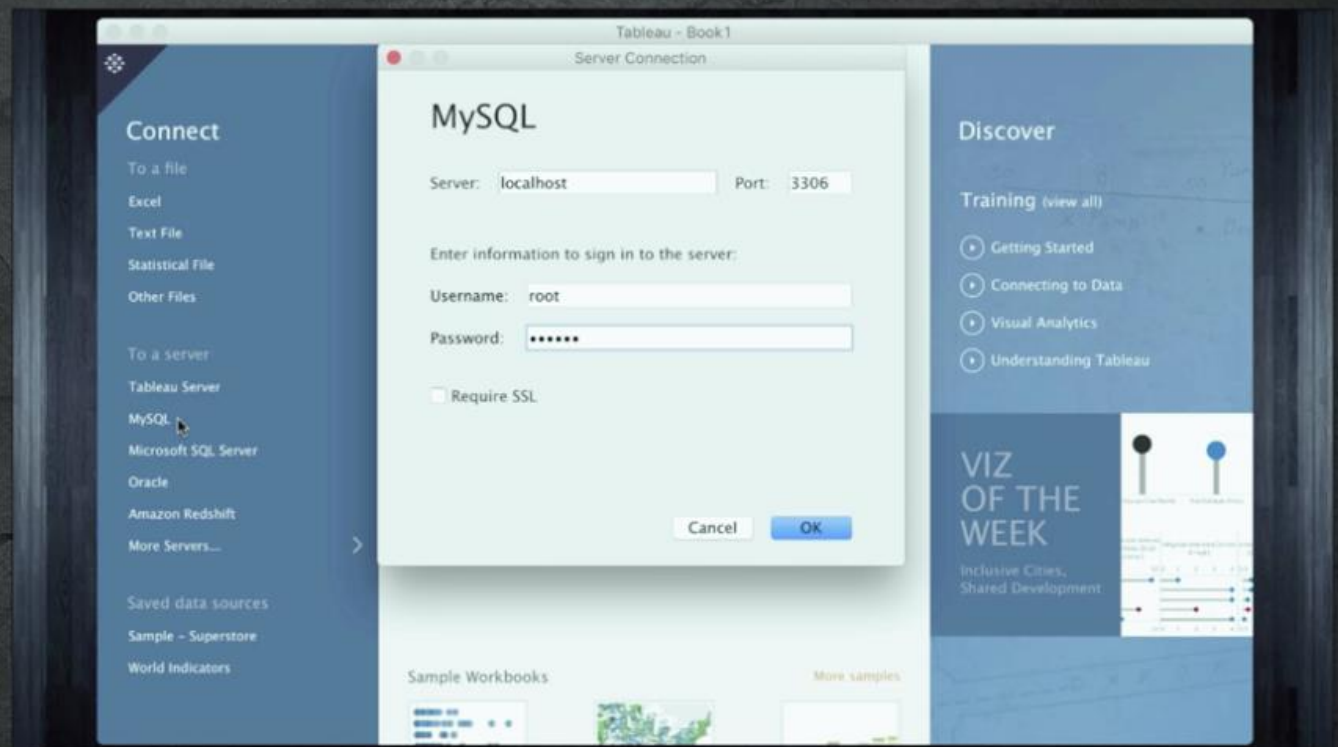 Tableau - Book1
Server Connection
Connect
To a file
Excel
Text File
Statistical File
Other Files
To a server
Tableau Server
MySQL
Microsoft SQL Server
Oracle
Amazon Redshift
More Servers...
Saved data sources
Sample - Superstore
World Indicators
MySQL
Server: localhost Port: 3306
Enter information to sign in to the server:
Username: root
Password: ••••••
Require SSL
Cancel OK
Sample Workbooks More samples
Discover
Training (view all)
Getting Started
Connecting to Data
Visual Analytics
Understanding Tableau
VIZ
OF THE
WEEK
Inclusive Cities,
Shared Development